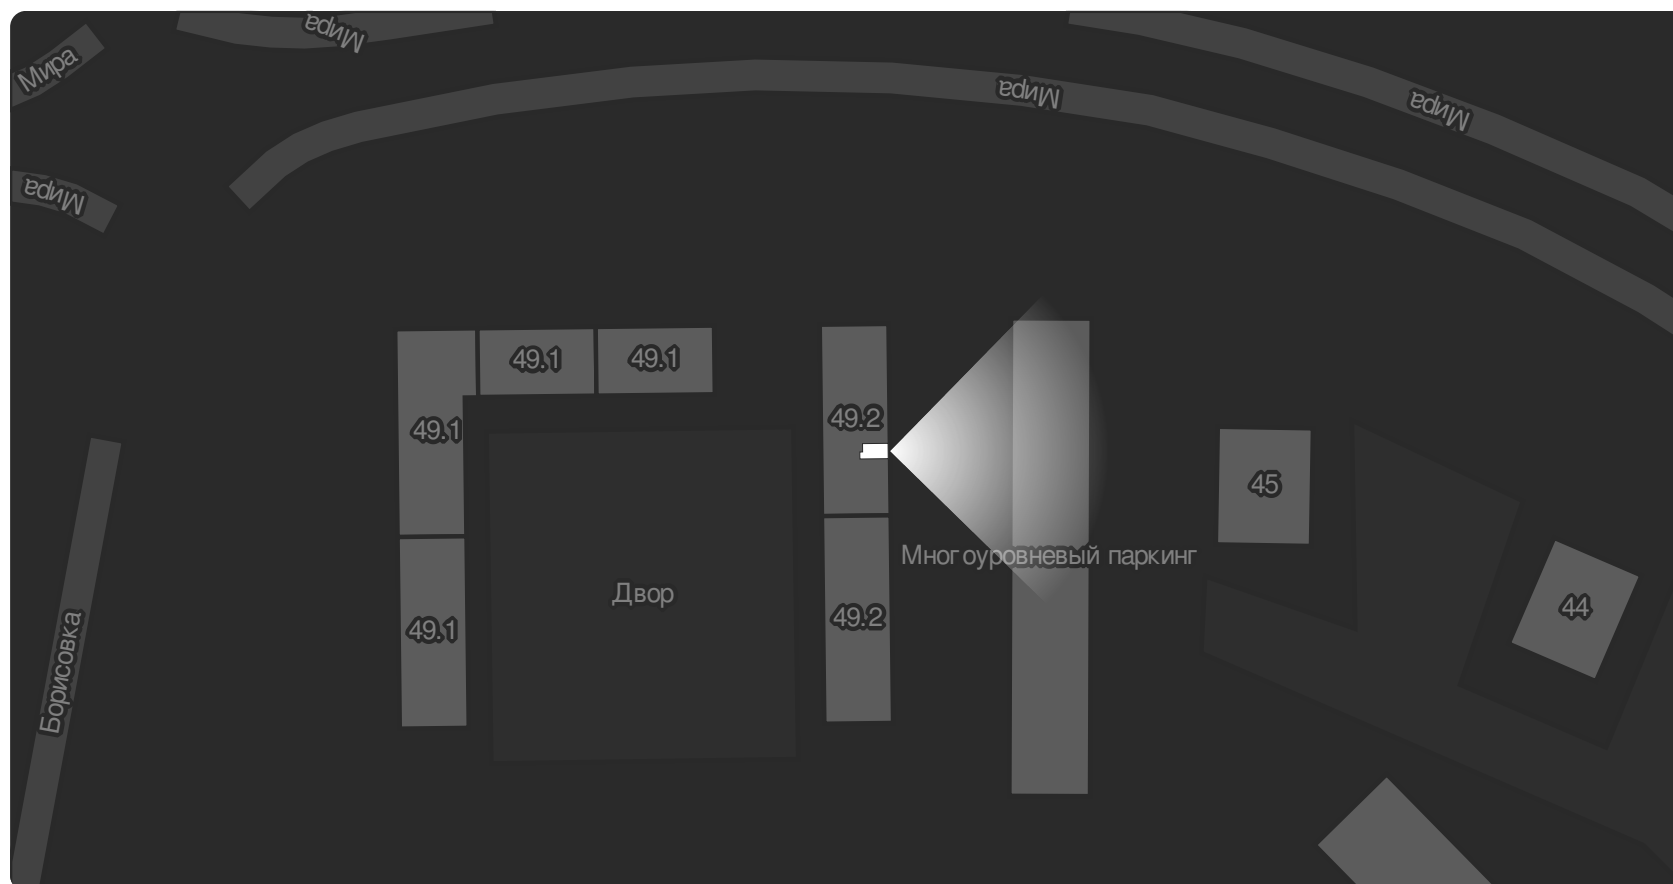 Мира
Мира
Мира
Мира
Мира
49.1
49.1
49.2
49.1
45
Многоуровневый паркинг
Двор
44
49.2
49.1
Борисовка